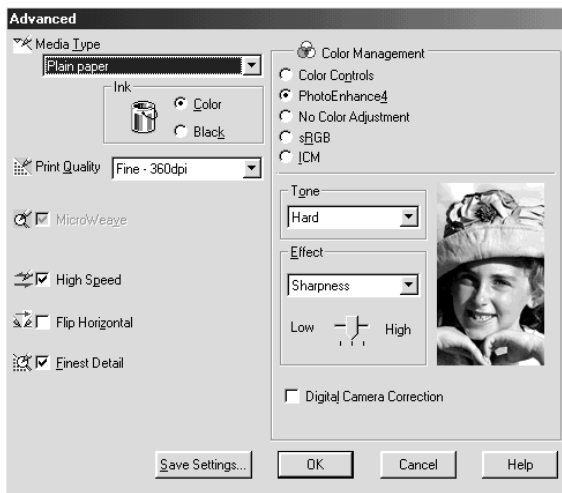 Advanced
Media Type
Plain paper
Ink
Color
Black
Print Quality Fine - 360dpi
MicroWeave
High Speed
Flip Horizontal
Finest Detail
Color Management
Color Controls
PhotoEnhance4
No Color Adjustment
sRGB
ICM
Tone
Hard
Effect
Sharpness
Low High
Digital Camera Correction
Save Settings... OK Cancel Help